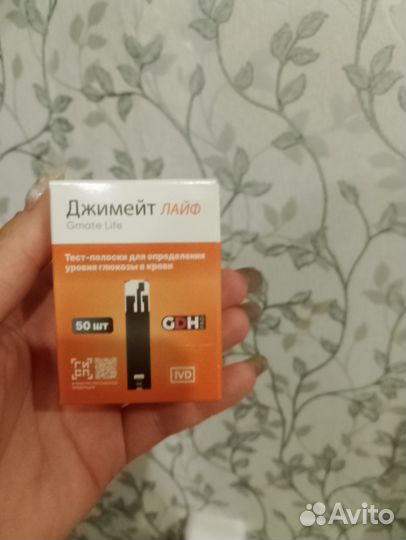 Джимейт ЛАЙФ
Gmate Life
Тест-полоски для определения
уровня глюкозы в крови
50 шт
GDH
IVD
Avito